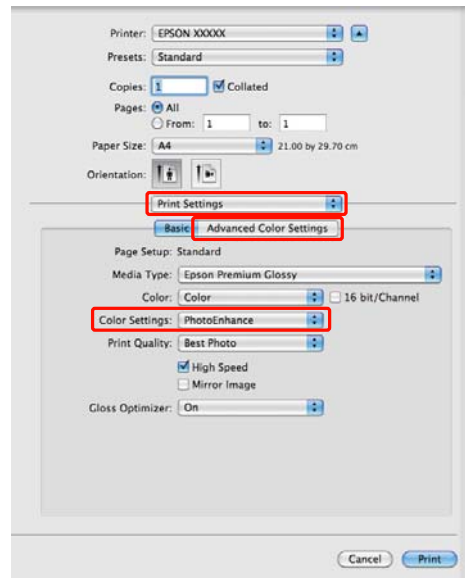 Printer: EPSON XXXXX
Presets: Standard
Copies: 1 Collated
Pages: All
From: 1 to: 1
Paper Size: A4 21.00 by 29.70 cm
Orientation:
Print Settings
Basic Advanced Color Settings
Page Setup: Standard
Media Type: Epson Premium Glossy
Color: Color 16 bit/Channel
Color Settings: PhotoEnhance
Print Quality: Best Photo
High Speed
Mirror Image
Gloss Optimizer: On
Cancel Print